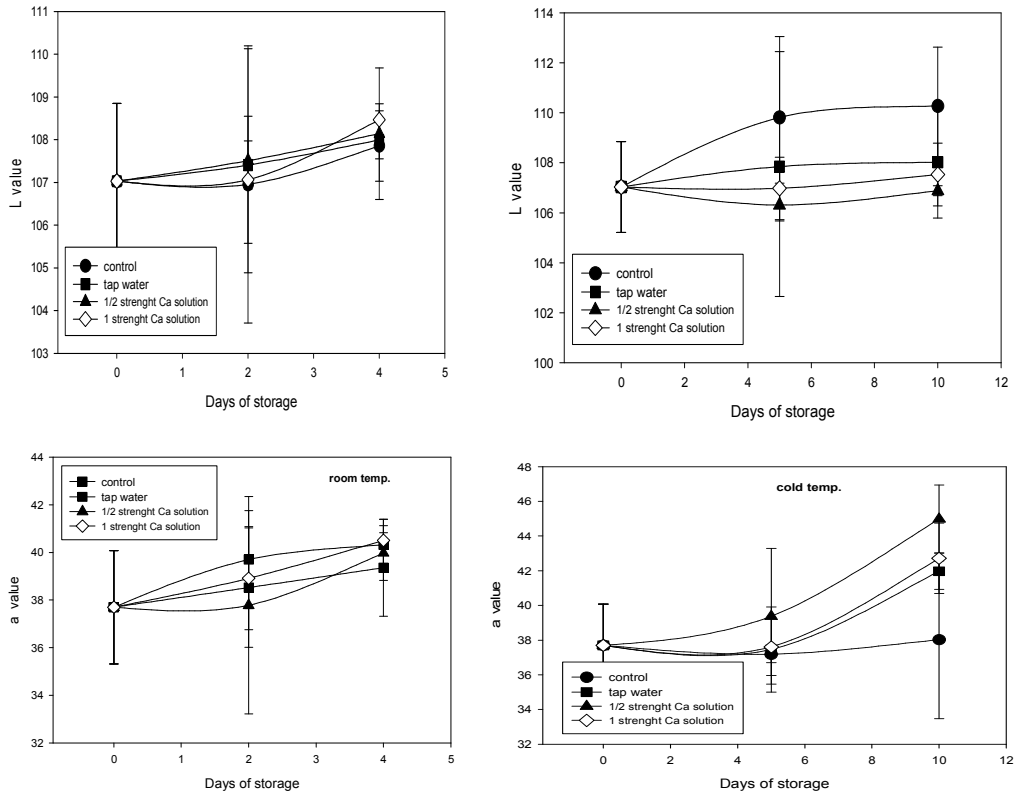 111
110
109
108
107
106
105
104
103
L value
control
tap water
1/2 strenght Ca solution
1 strenght Ca solution
0 1 2 3 4 5
Days of storage
114
112
110
108
106
104
102
100
L value
control
tap water
1/2 strenght Ca solution
1 strenght Ca solution
0 2 4 6 8 10 12
Days of storage
44
42
40
38
36
34
32
a value
control
tap water
1/2 strenght Ca solution
1 strenght Ca solution
room temp.
0 1 2 3 4 5
Days of storage
48
46
44
42
40
38
36
34
32
a value
cold temp.
control
tap water
1/2 strenght Ca solution
1 strenght Ca solution
0 2 4 6 8 10 12
Days of storage